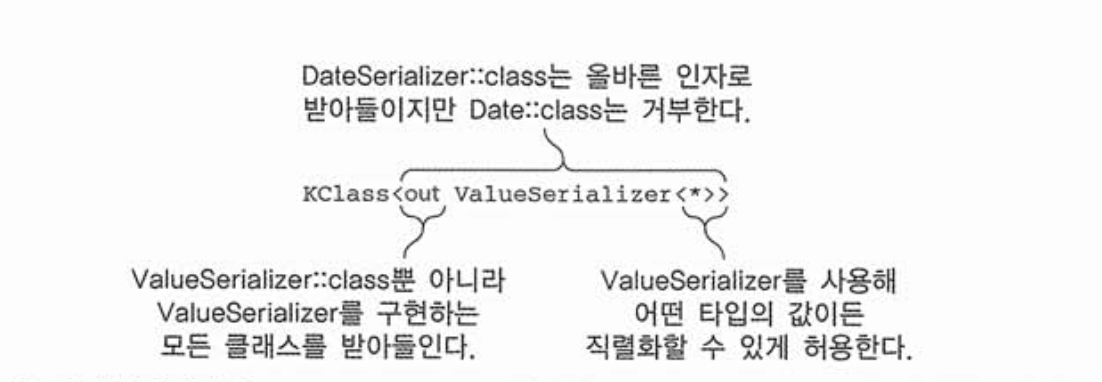 DateSerializer::class는 올바른 인자로
받아들이지만 Date::class는 거부한다.
KClass<out ValueSerializer<*>>
ValueSerializer::class뿐 아니라
ValueSerializer를 구현하는
모든 클래스를 받아들인다.
ValueSerializer를 사용해
어떤 타입의 값이든
직렬화할 수 있게 허용한다.